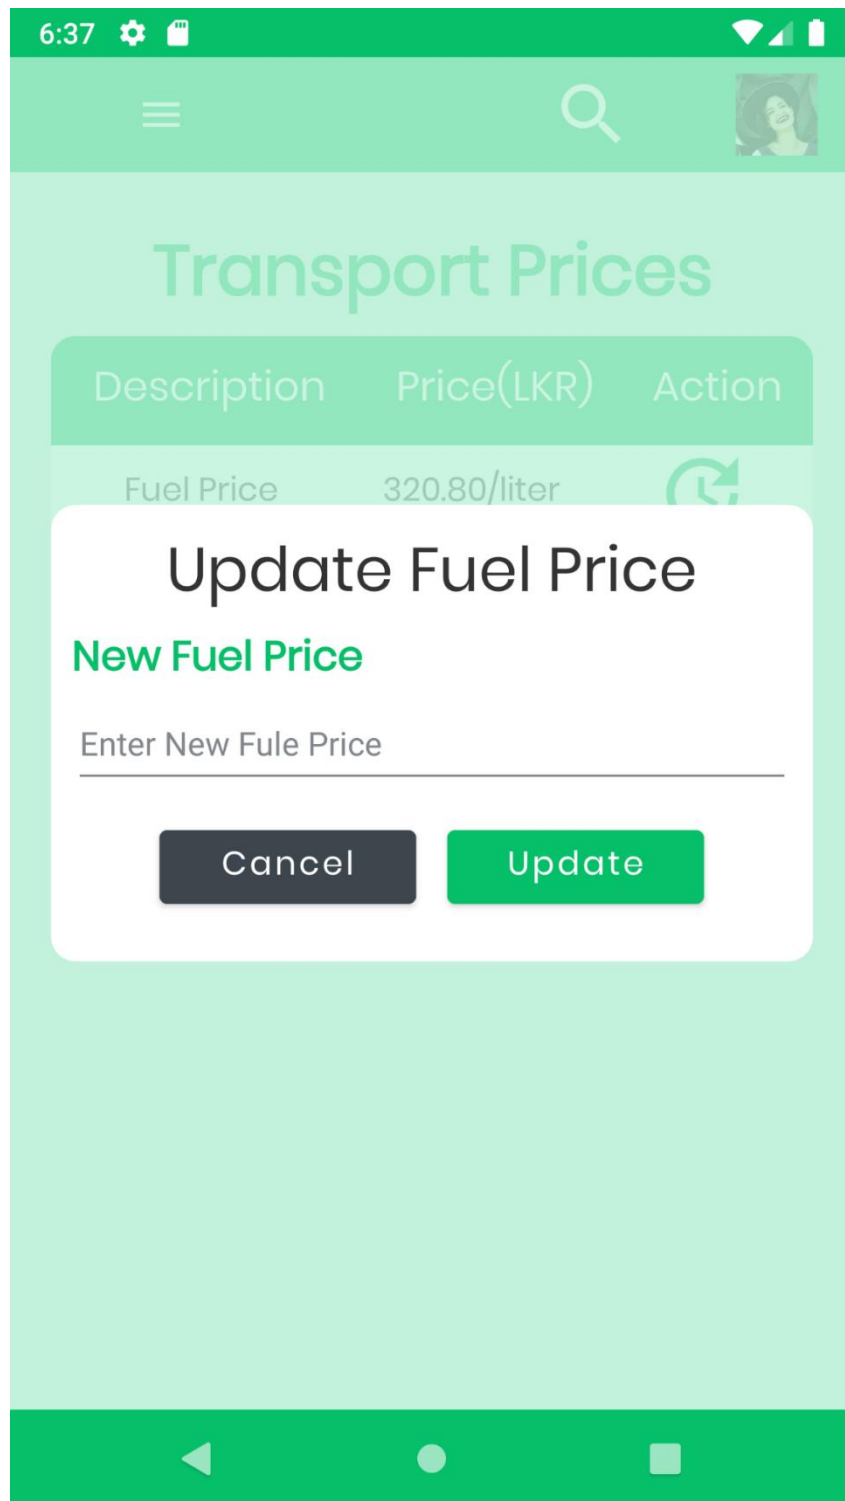 6:37
Transport Prices
Description Price(LKR) Action
Fuel Price 320.80/liter
Update Fuel Price
New Fuel Price
Enter New Fule Price
Cancel Update